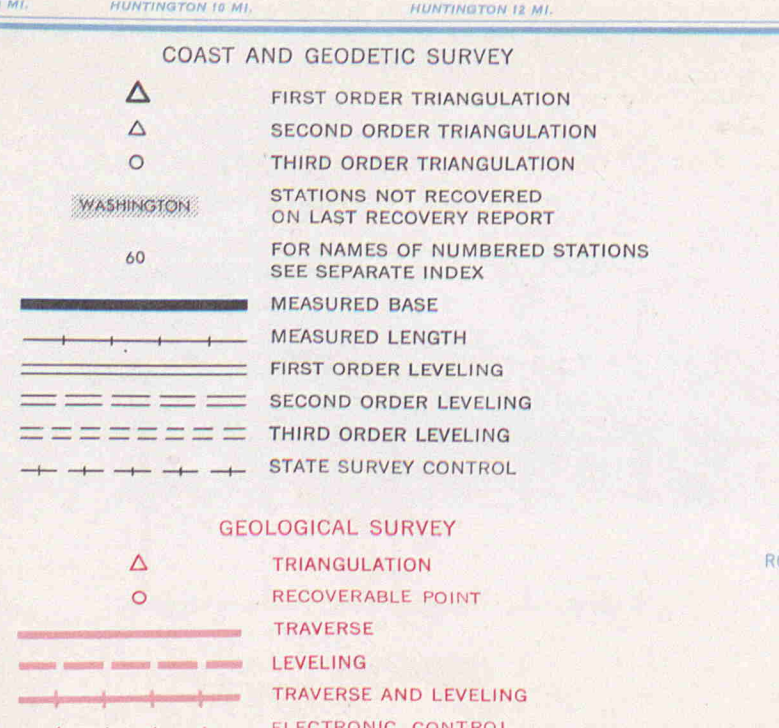 MI.
HUNTINGTON 10 MI.
HUNTINGTON 12 MI.
COAST AND GEODETIC SURVEY
FIRST ORDER TRIANGULATION
SECOND ORDER TRIANGULATION
THIRD ORDER TRIANGULATION
WASHINGTON
STATIONS NOT RECOVERED
ON LAST RECOVERY REPORT
60
FOR NAMES OF NUMBERED STATIONS
SEE SEPARATE INDEX
MEASURED BASE
MEASURED LENGTH
FIRST ORDER LEVELING
SECOND ORDER LEVELING
THIRD ORDER LEVELING
STATE SURVEY CONTROL
GEOLOGICAL SURVEY
TRIANGULATION
RECOVERABLE POINT
TRAVERSE
LEVELING
TRAVERSE AND LEVELING
ELECTRONIC CONTROL